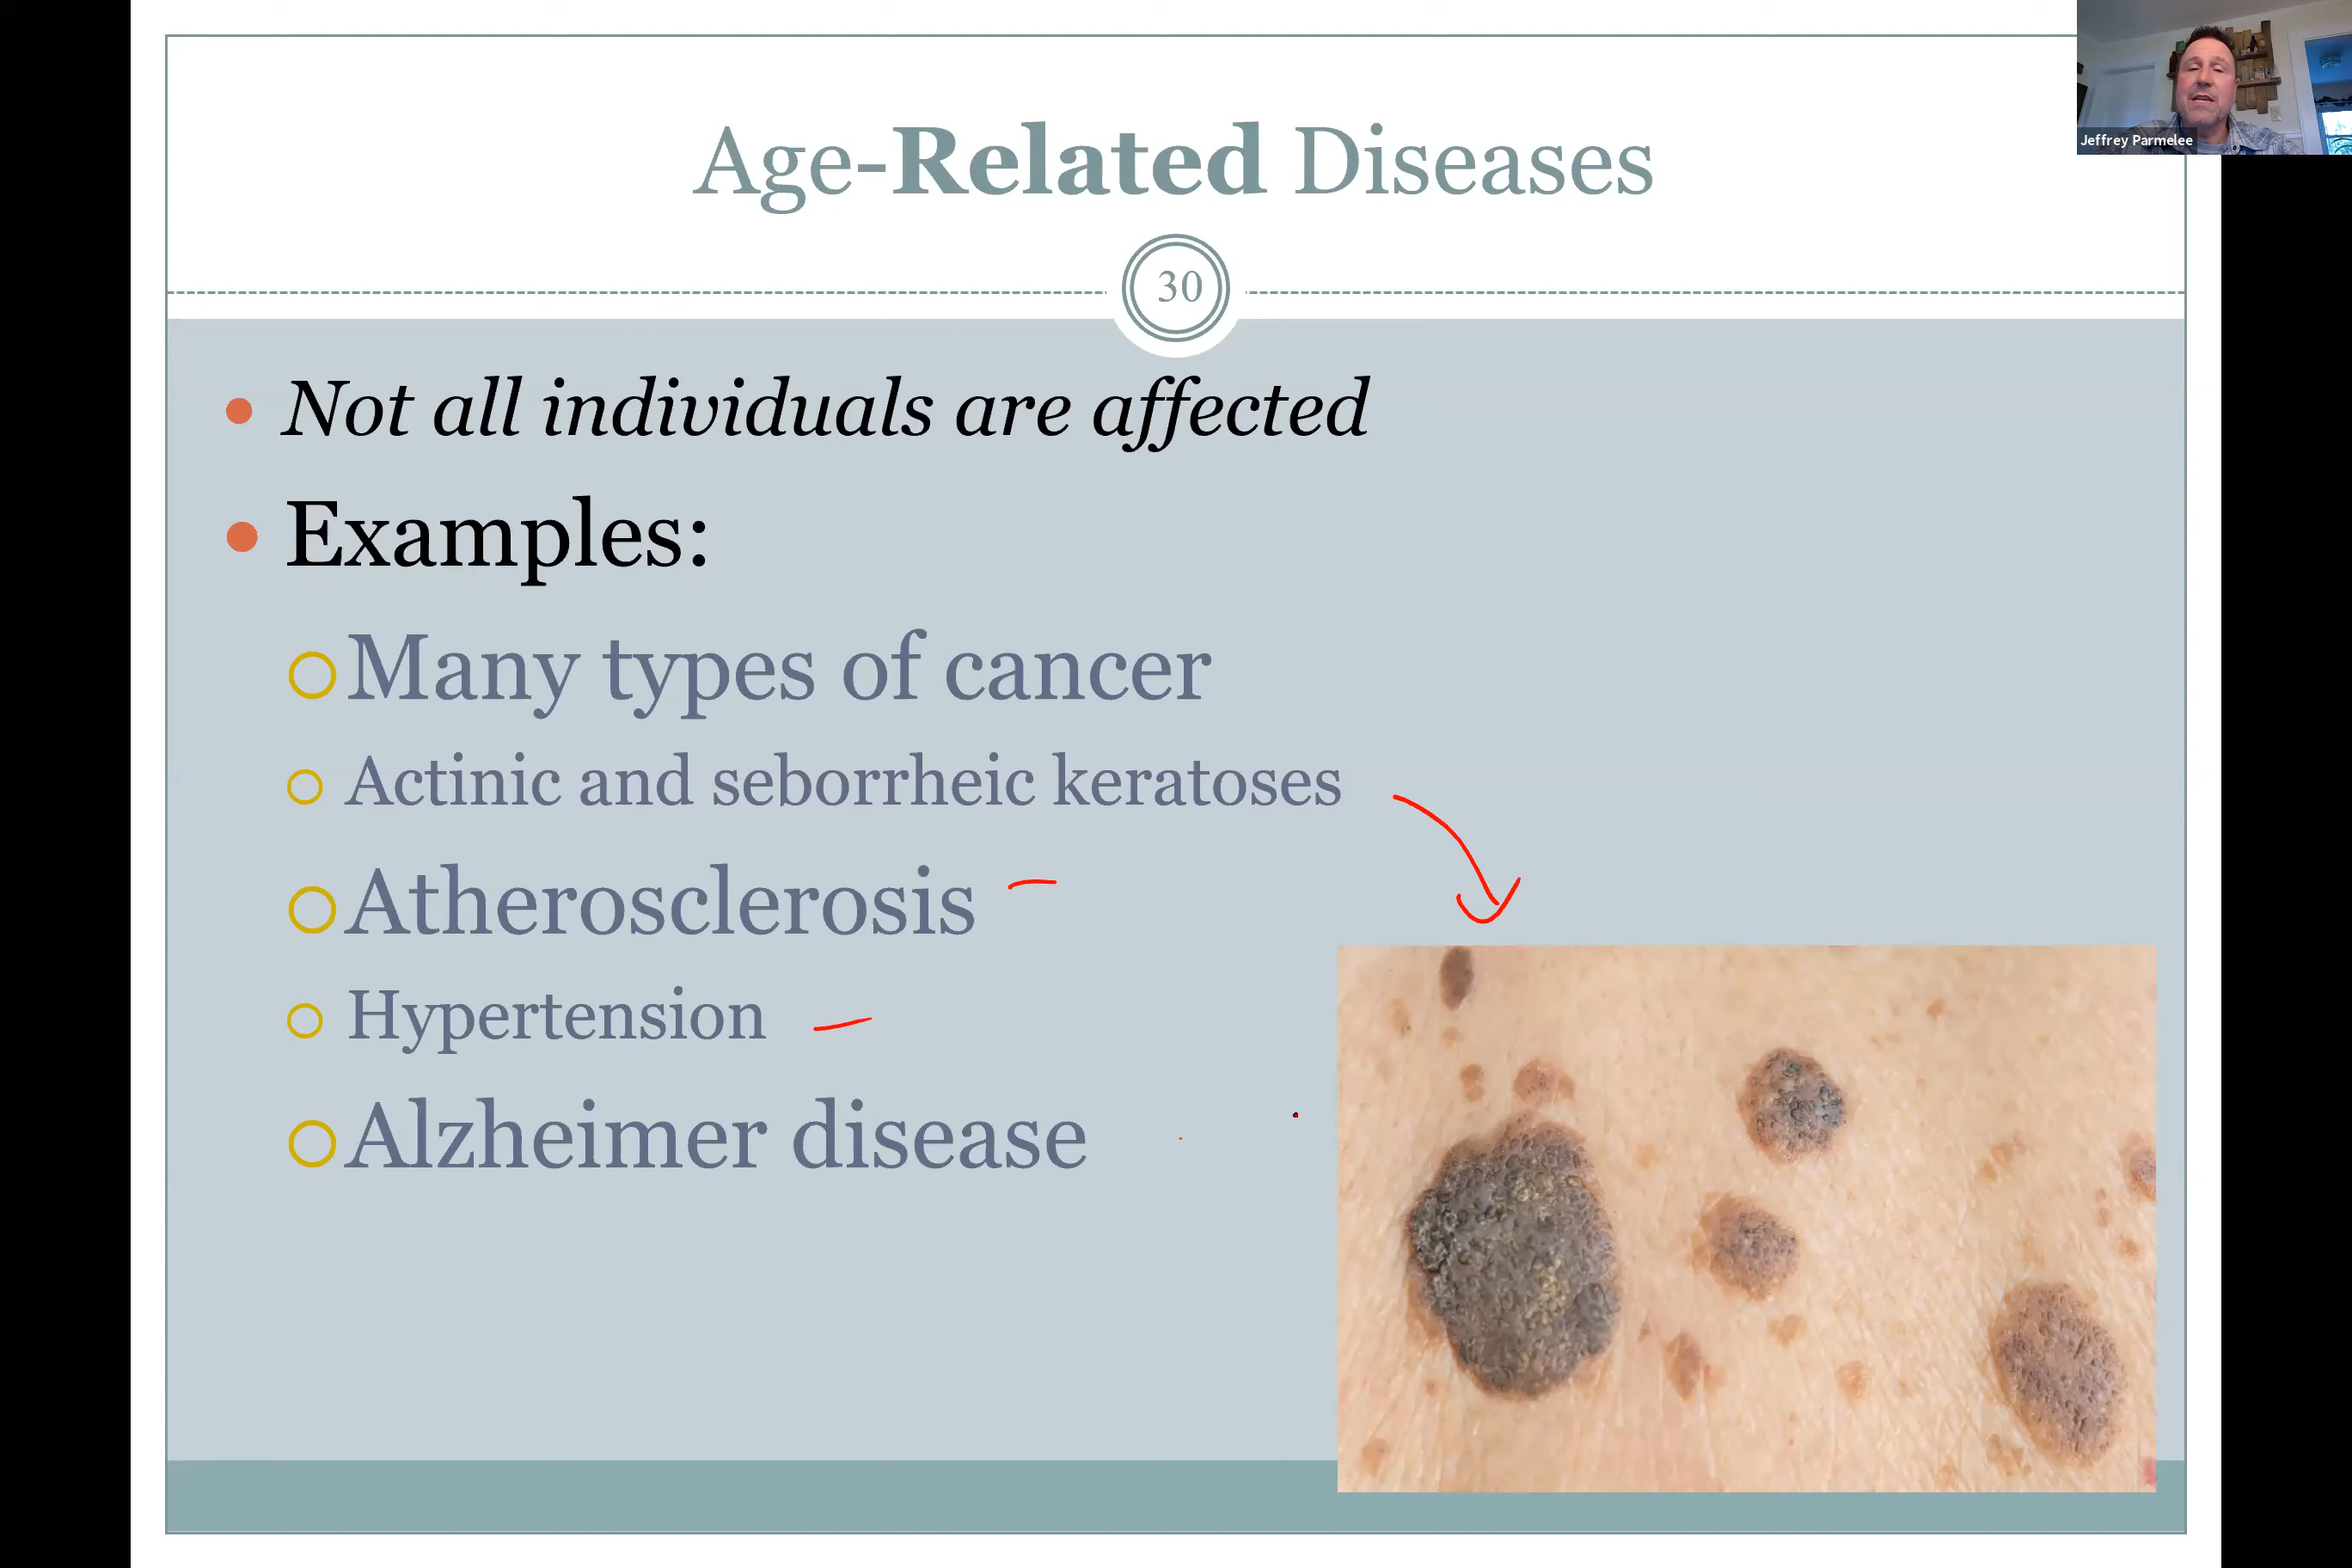 Age-Related Diseases
Jeffrey Parmelee
30
Not all individuals are affected
Examples:
Many types of cancer
Actinic and seborrheic keratoses
Atherosclerosis
Hypertension
Alzheimer disease